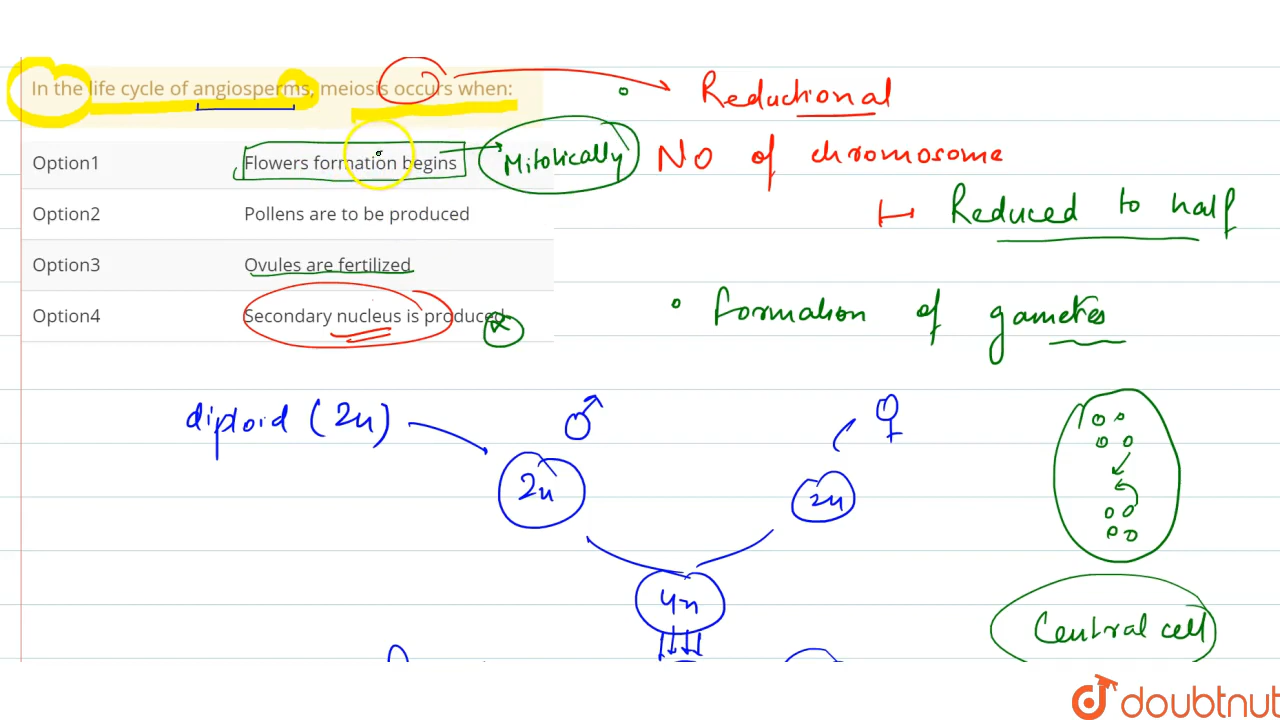 In the life cycle of angiosperms, meiosis occurs when:
Reductional
Option1 Flowers formation begins
Mitotically
No of chromosome
Option2 Pollens are to be produced
Reduced to half
Option3 Ovules are fertilized
Option4 Secondary nucleus is produced
formation of gametes
diploid (2n)
♂
♀
2n
2n
4n
Central cell
doubtnut